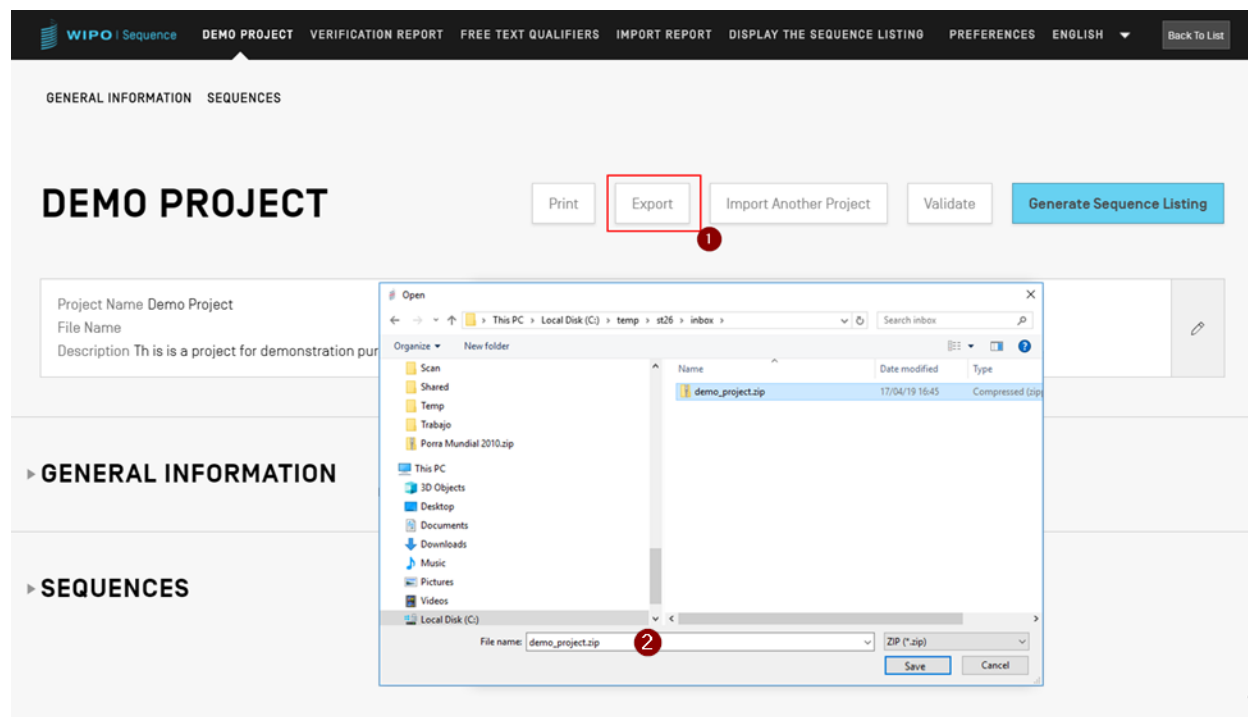 WIPO | Sequence DEMO PROJECT VERIFICATION REPORT FREE TEXT QUALIFIERS IMPORT REPORT DISPLAY THE SEQUENCE LISTING PREFERENCES ENGLISH Back To List
GENERAL INFORMATION SEQUENCES
DEMO PROJECT
Print Export Import Another Project Validate Generate Sequence Listing
1
Project Name Demo Project
File Name
Description Th is is a project for demonstration pur
Open
This PC > Local Disk (C:) > temp > st26 > inbox > Search inbox
Organize New folder
Name Date modified Type
demo_project.zip 17/04/19 16:45 Compressed (zip
Scan
Shared
Temp
Trabajo
Porra Mundial 2010.zip
This PC
3D Objects
Desktop
Documents
Downloads
Music
Pictures
Videos
Local Disk (C:)
File name: demo_project.zip 2 ZIP (*.zip)
Save Cancel
GENERAL INFORMATION
SEQUENCES